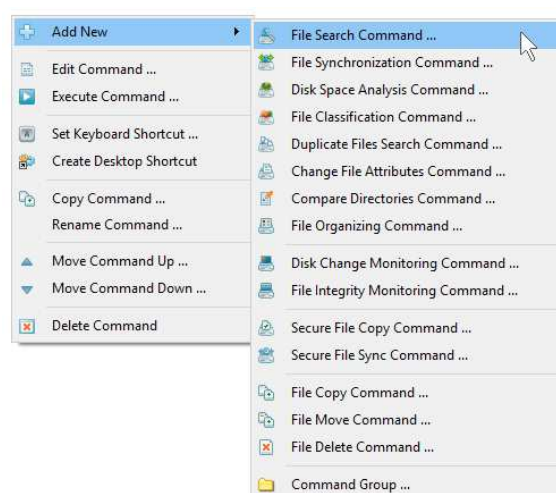 Add New
Edit Command ...
Execute Command ...
Set Keyboard Shortcut ...
Create Desktop Shortcut
Copy Command ...
Rename Command ...
Move Command Up ...
Move Command Down ...
Delete Command
File Search Command ...
File Synchronization Command ...
Disk Space Analysis Command ...
File Classification Command ...
Duplicate Files Search Command ...
Change File Attributes Command ...
Compare Directories Command ...
File Organizing Command ...
Disk Change Monitoring Command ...
File Integrity Monitoring Command ...
Secure File Copy Command ...
Secure File Sync Command ...
File Copy Command ...
File Move Command ...
File Delete Command ...
Command Group ...